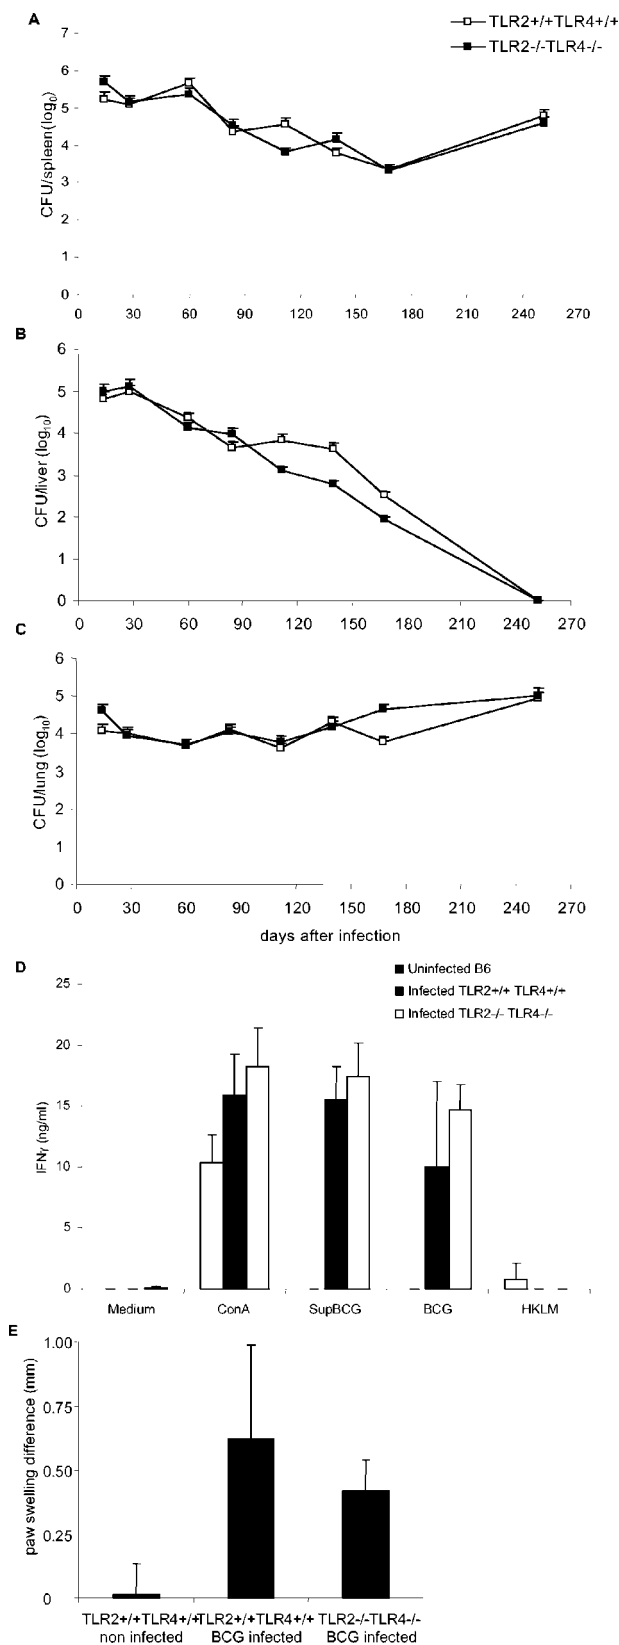 A
TLR2+/+TLR4+/+
TLR2-/-TLR4-/-
CFU/spleen(log0)
7
6
5
4
3
2
1
0
0 30 60 90 120 150 180 210 240 270
B
CFU/liver (log10)
6
5
4
3
2
1
0
0 30 60 90 120 150 180 210 240 270
C
CFU/lung (log10)
6
5
4
3
2
1
0
0 30 60 90 120 150 180 210 240 270
days after infection
D
Uninfected B6
Infected TLR2+/+ TLR4+/+
Infected TLR2-/- TLR4-/-
IFNγ (ng/ml)
25
20
15
10
5
0
Medium ConA SupBCG BCG HKLM
E
paw swelling difference (mm)
1.00
0.75
0.50
0.25
0
TLR2+/+TLR4+/+ TLR2+/+TLR4+/+ TLR2-/-TLR4-/-
non infected BCG infected BCG infected